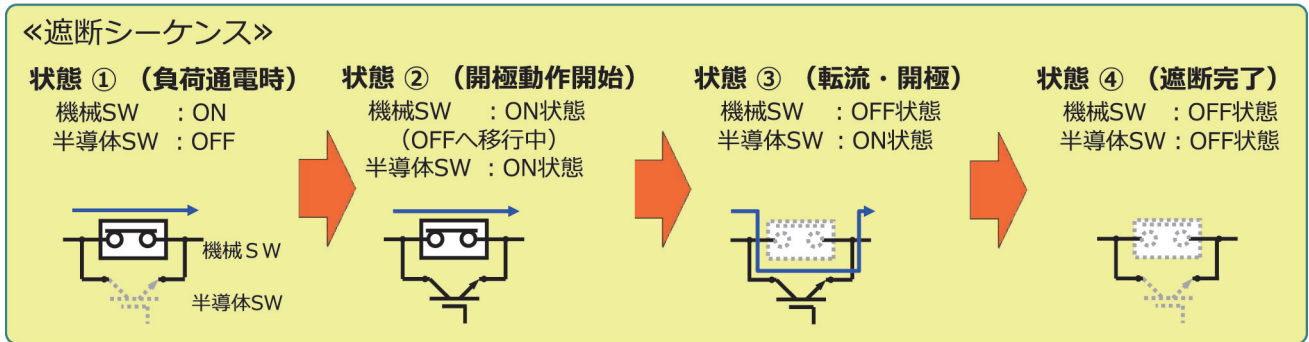 ≪遮断シーケンス≫
状態 ① （負荷通電時）
機械SW ：ON
半導体SW ：OFF
状態 ② （開極動作開始）
機械SW ：ON状態
（OFFへ移行中）
半導体SW ：ON状態
状態 ③ （転流・開極）
機械SW ：OFF状態
半導体SW ：ON状態
状態 ④ （遮断完了）
機械SW ：OFF状態
半導体SW ：OFF状態
機械ＳＷ
半導体SW